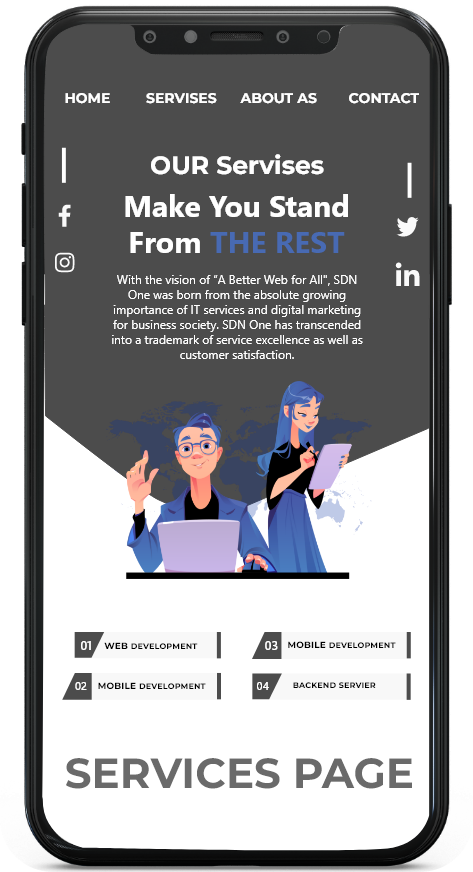 HOME SERVISES ABOUT AS CONTACT
OUR Servises
Make You Stand
From THE REST
With the vision of "A Better Web for All", SDN
One was born from the absolute growing
importance of IT services and digital marketing
for business society. SDN One has transcended
into a trademark of service excellence as well as
customer satisfaction.
01 WEB DEVELOPMENT
03 MOBILE DEVELOPMENT
02 MOBILE DEVELOPMENT
04 BACKEND SERVIER
SERVICES PAGE